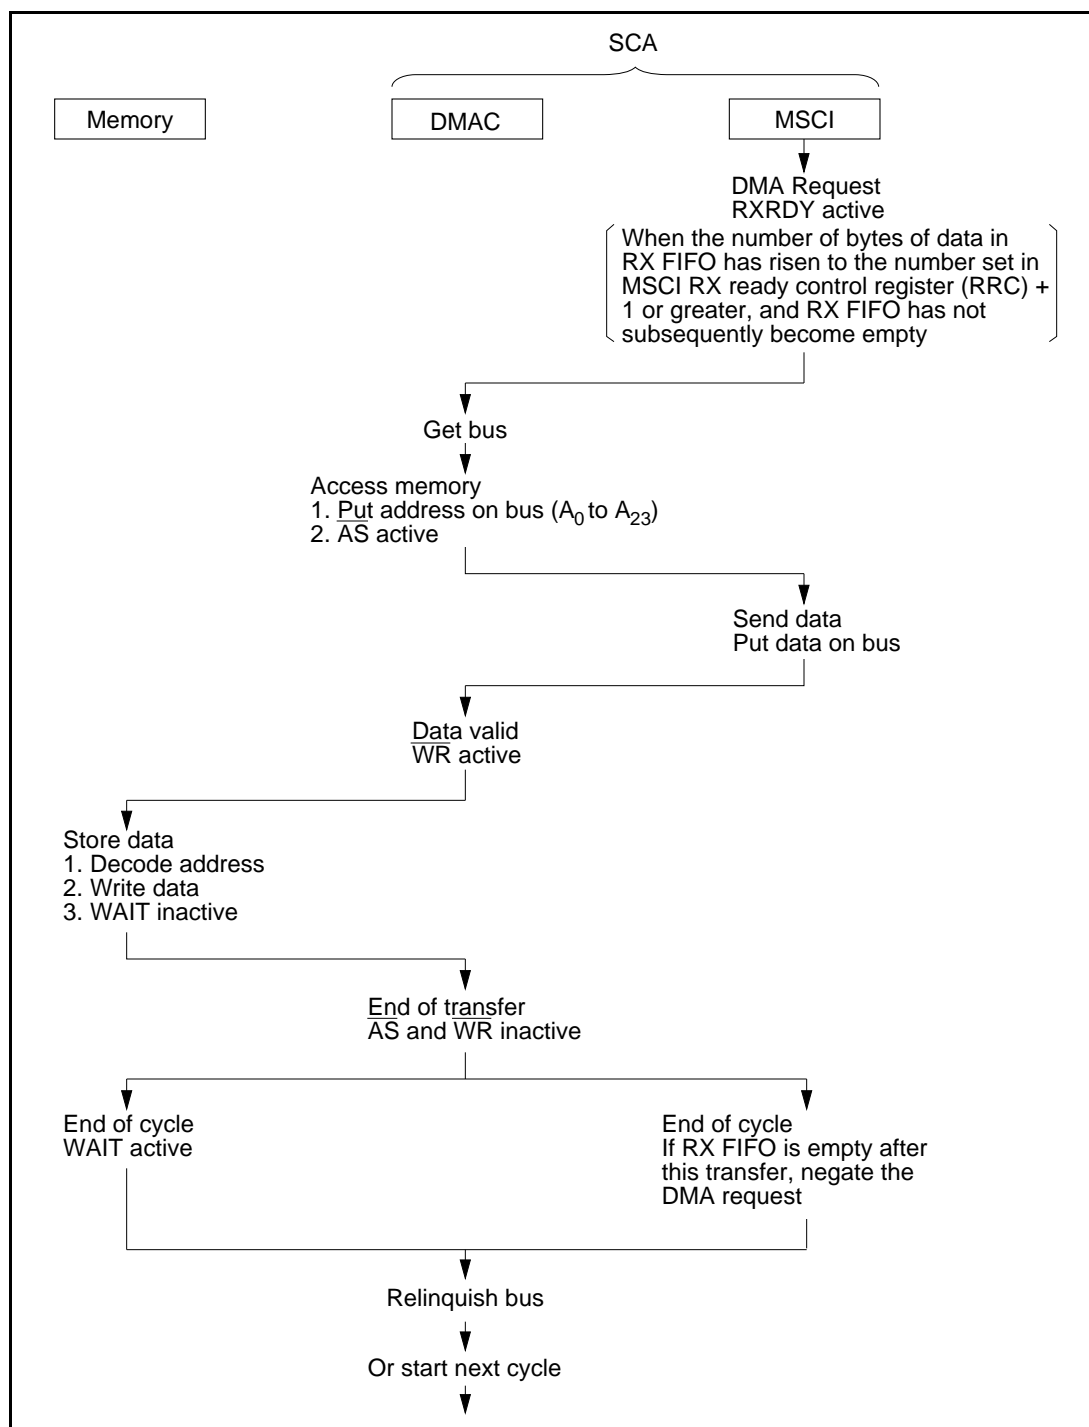 SCA
Memory
DMAC
MSCI
DMA Request
RXRDY active
When the number of bytes of data in
RX FIFO has risen to the number set in
MSCI RX ready control register (RRC) +
1 or greater, and RX FIFO has not
subsequently become empty
Get bus
Access memory
1. Put address on bus (A₀ to A₂₃)
2. A̅S̅ active
Send data
Put data on bus
Data valid
W̅R̅ active
Store data
1. Decode address
2. Write data
3. WAIT inactive
End of transfer
A̅S̅ and W̅R̅ inactive
End of cycle
WAIT active
End of cycle
If RX FIFO is empty after
this transfer, negate the
DMA request
Relinquish bus
Or start next cycle